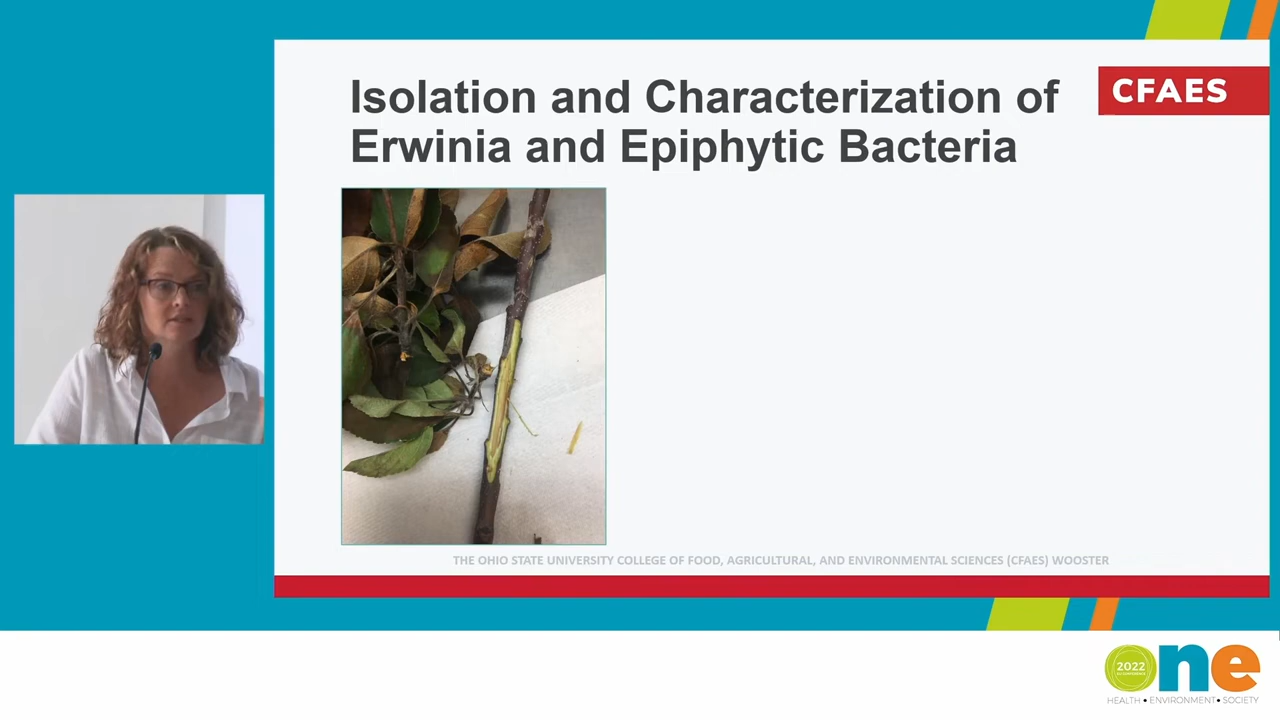 Isolation and Characterization of
Erwinia and Epiphytic Bacteria
CFAES
THE OHIO STATE UNIVERSITY COLLEGE OF FOOD, AGRICULTURAL, AND ENVIRONMENTAL SCIENCES (CFAES) WOOSTER
2022
one
HEALTH • ENVIRONMENT • SOCIETY